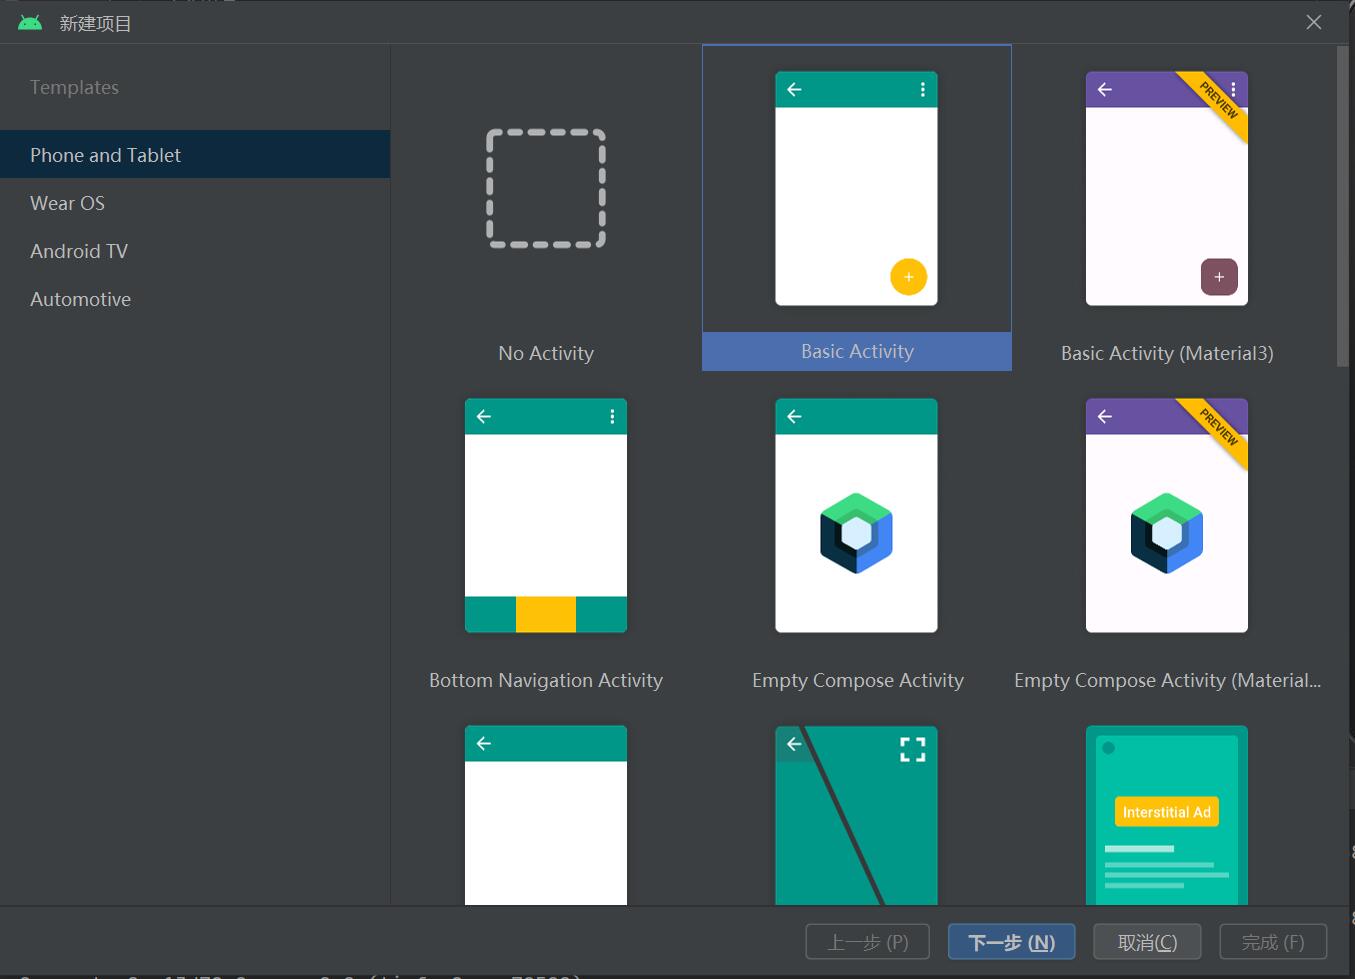 新建项目
Templates
Phone and Tablet
Wear OS
Android TV
Automotive
No Activity
Basic Activity
PREVIEW
Basic Activity (Material3)
Bottom Navigation Activity
Empty Compose Activity
PREVIEW
Empty Compose Activity (Material...
Interstitial Ad
上一步 (P)
下一步 (N)
取消(C)
完成 (F)